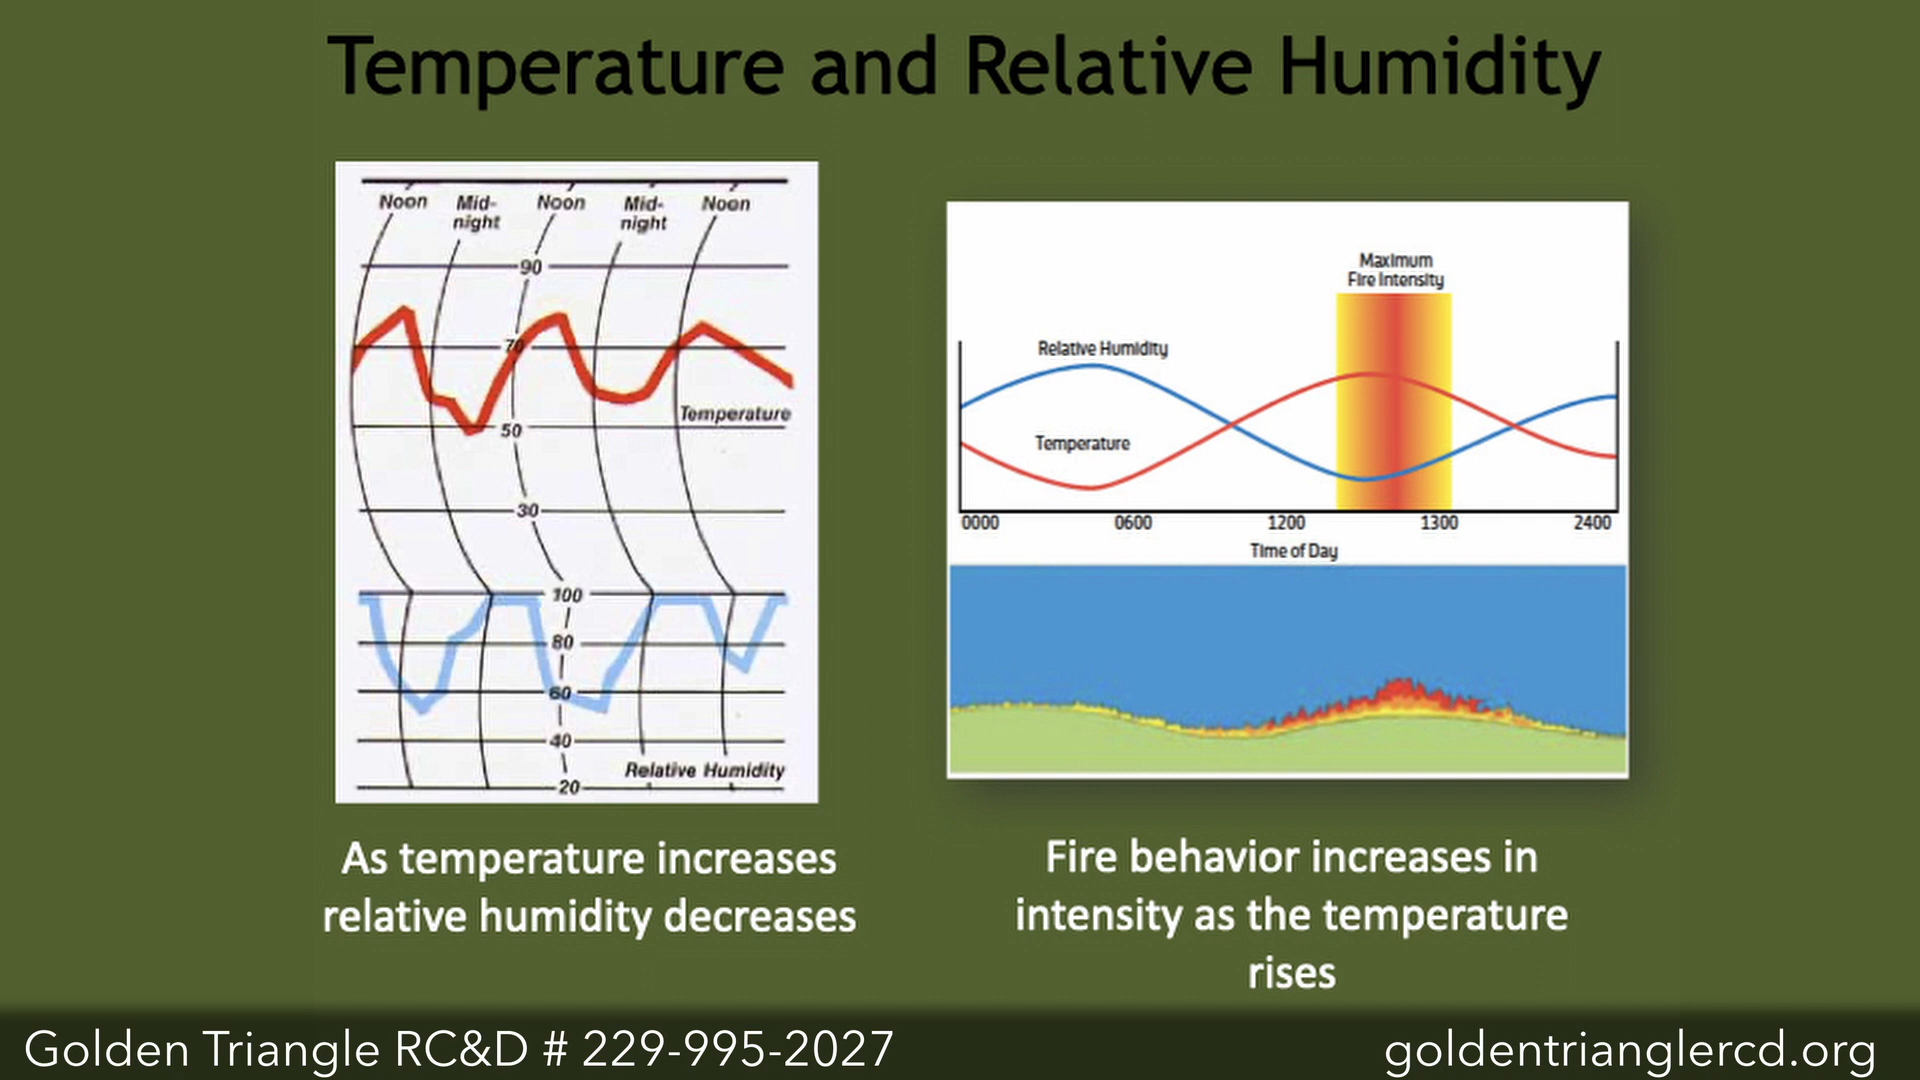 Temperature and Relative Humidity
Noon
Mid-
night
Noon
Mid-
night
Noon
90
70
Temperature
50
30
100
80
60
40
Relative Humidity
20
Maximum
Fire Intensity
Relative Humidity
Temperature
0000 0600 1200 1300 2400
Time of Day
As temperature increases
relative humidity decreases
Fire behavior increases in
intensity as the temperature
rises
Golden Triangle RC&D # 229-995-2027
goldentrianglercd.org